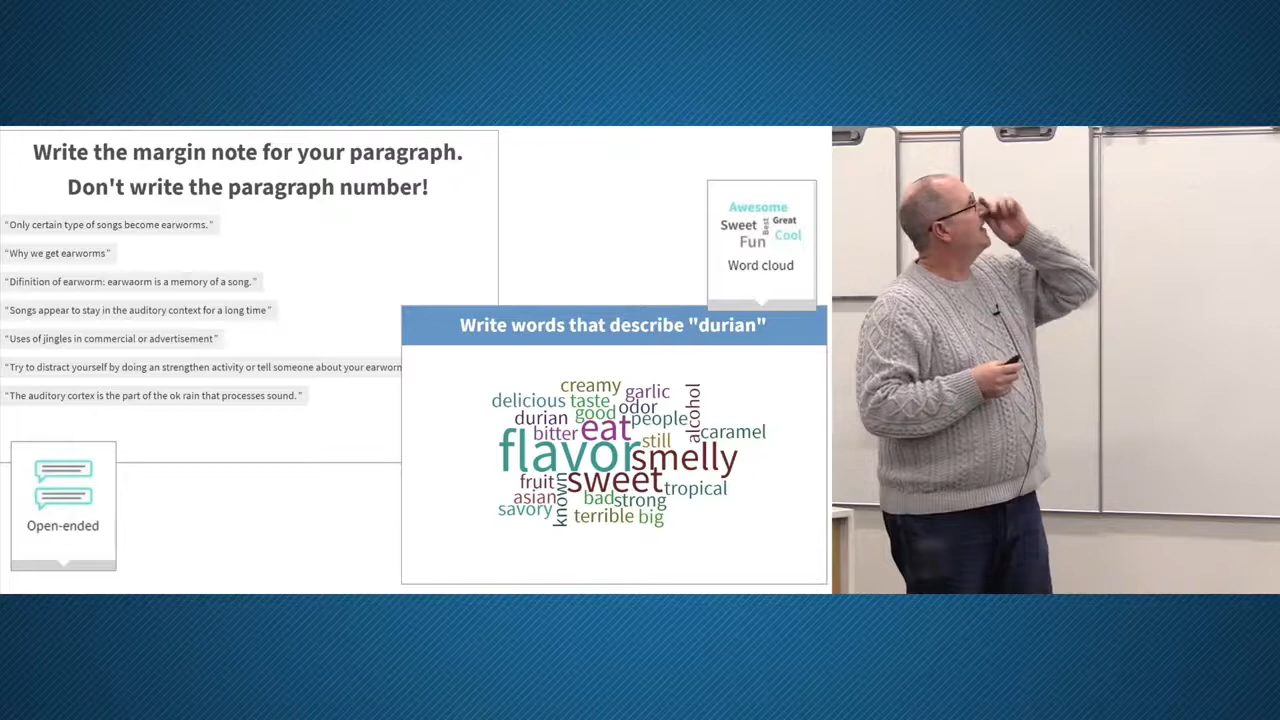 Write the margin note for your paragraph.
Don't write the paragraph number!
"Only certain type of songs become earworms."
"Why we get earworms"
"Difinition of earworm: earwaorm is a memory of a song."
"Songs appear to stay in the auditory context for a long time"
"Uses of jingles in commercial or advertisement"
"Try to distract yourself by doing an strengthen activity or tell someone about your earworn
"The auditory cortex is the part of the ok rain that processes sound."
Open-ended
Awesome
Sweet Best Great
Fun Cool
Word cloud
Write words that describe "durian"
creamy garlic
delicious taste alcohol
durian good odor people
bitter eat still caramel
flavor smelly
fruit known sweet tropical
asian bad strong
savory terrible big